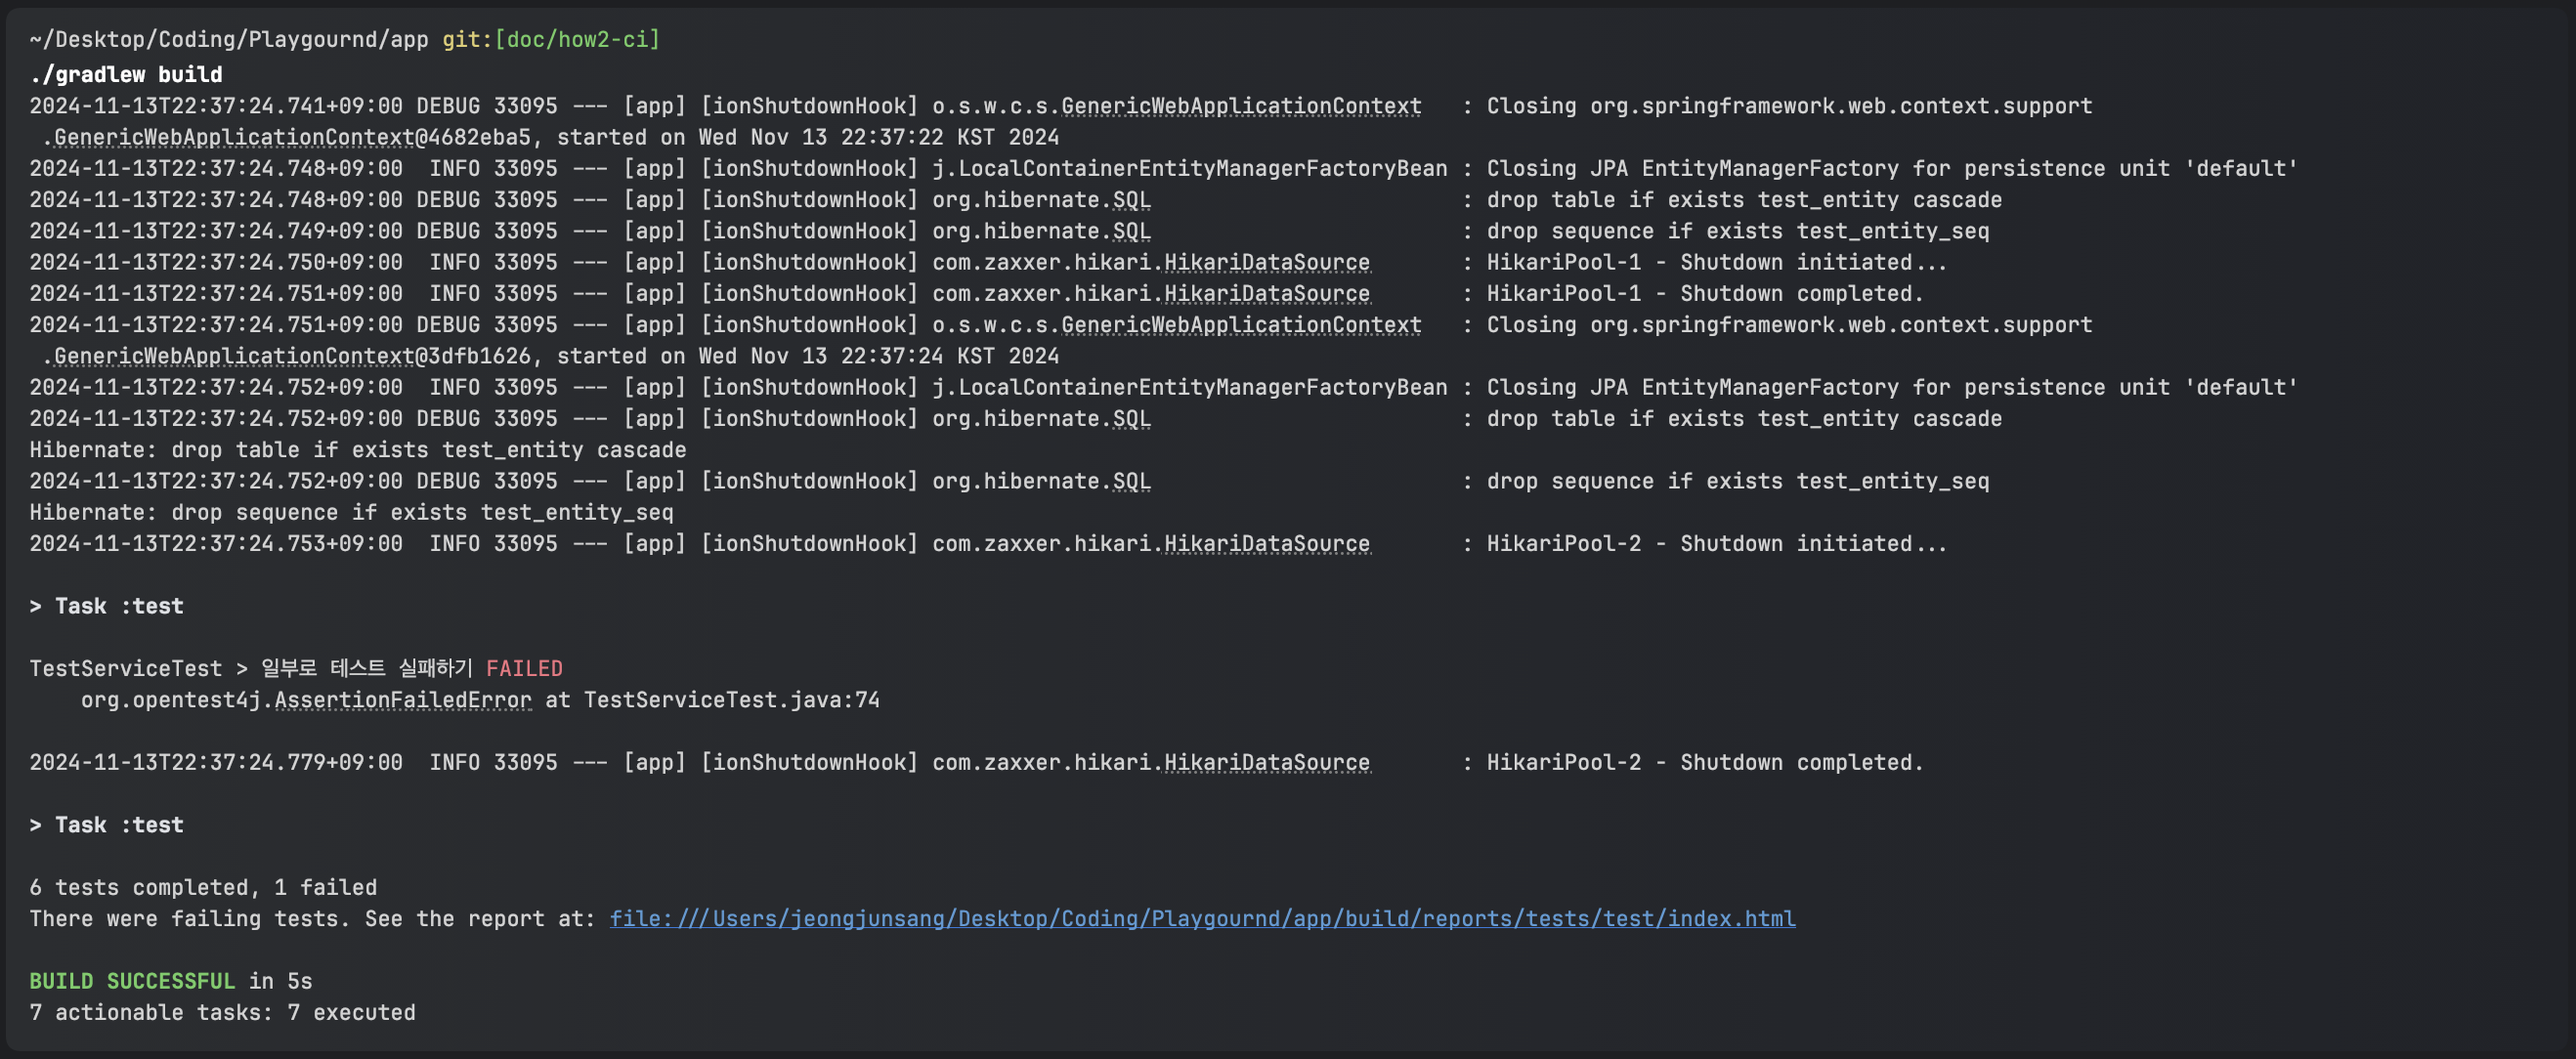 ~/Desktop/Coding/Playgournd/app git:[doc/how2-ci]
./gradlew build
2024-11-13T22:37:24.741+09:00 DEBUG 33095 --- [app] [ionShutdownHook] o.s.w.c.s.GenericWebApplicationContext   : Closing org.springframework.web.context.support
 .GenericWebApplicationContext@4682eba5, started on Wed Nov 13 22:37:22 KST 2024
2024-11-13T22:37:24.748+09:00  INFO 33095 --- [app] [ionShutdownHook] j.LocalContainerEntityManagerFactoryBean : Closing JPA EntityManagerFactory for persistence unit 'default'
2024-11-13T22:37:24.748+09:00 DEBUG 33095 --- [app] [ionShutdownHook] org.hibernate.SQL                        : drop table if exists test_entity cascade
2024-11-13T22:37:24.749+09:00 DEBUG 33095 --- [app] [ionShutdownHook] org.hibernate.SQL                        : drop sequence if exists test_entity_seq
2024-11-13T22:37:24.750+09:00  INFO 33095 --- [app] [ionShutdownHook] com.zaxxer.hikari.HikariDataSource       : HikariPool-1 - Shutdown initiated...
2024-11-13T22:37:24.751+09:00  INFO 33095 --- [app] [ionShutdownHook] com.zaxxer.hikari.HikariDataSource       : HikariPool-1 - Shutdown completed.
2024-11-13T22:37:24.751+09:00 DEBUG 33095 --- [app] [ionShutdownHook] o.s.w.c.s.GenericWebApplicationContext   : Closing org.springframework.web.context.support
 .GenericWebApplicationContext@3dfb1626, started on Wed Nov 13 22:37:24 KST 2024
2024-11-13T22:37:24.752+09:00  INFO 33095 --- [app] [ionShutdownHook] j.LocalContainerEntityManagerFactoryBean : Closing JPA EntityManagerFactory for persistence unit 'default'
2024-11-13T22:37:24.752+09:00 DEBUG 33095 --- [app] [ionShutdownHook] org.hibernate.SQL                        : drop table if exists test_entity cascade
Hibernate: drop table if exists test_entity cascade
2024-11-13T22:37:24.752+09:00 DEBUG 33095 --- [app] [ionShutdownHook] org.hibernate.SQL                        : drop sequence if exists test_entity_seq
Hibernate: drop sequence if exists test_entity_seq
2024-11-13T22:37:24.753+09:00  INFO 33095 --- [app] [ionShutdownHook] com.zaxxer.hikari.HikariDataSource       : HikariPool-2 - Shutdown initiated...
> Task :test
TestServiceTest > 일부로 테스트 실패하기 FAILED
    org.opentest4j.AssertionFailedError at TestServiceTest.java:74
2024-11-13T22:37:24.779+09:00  INFO 33095 --- [app] [ionShutdownHook] com.zaxxer.hikari.HikariDataSource       : HikariPool-2 - Shutdown completed.
> Task :test
6 tests completed, 1 failed
There were failing tests. See the report at: file:///Users/jeongjunsang/Desktop/Coding/Playgournd/app/build/reports/tests/test/index.html
BUILD SUCCESSFUL in 5s
7 actionable tasks: 7 executed